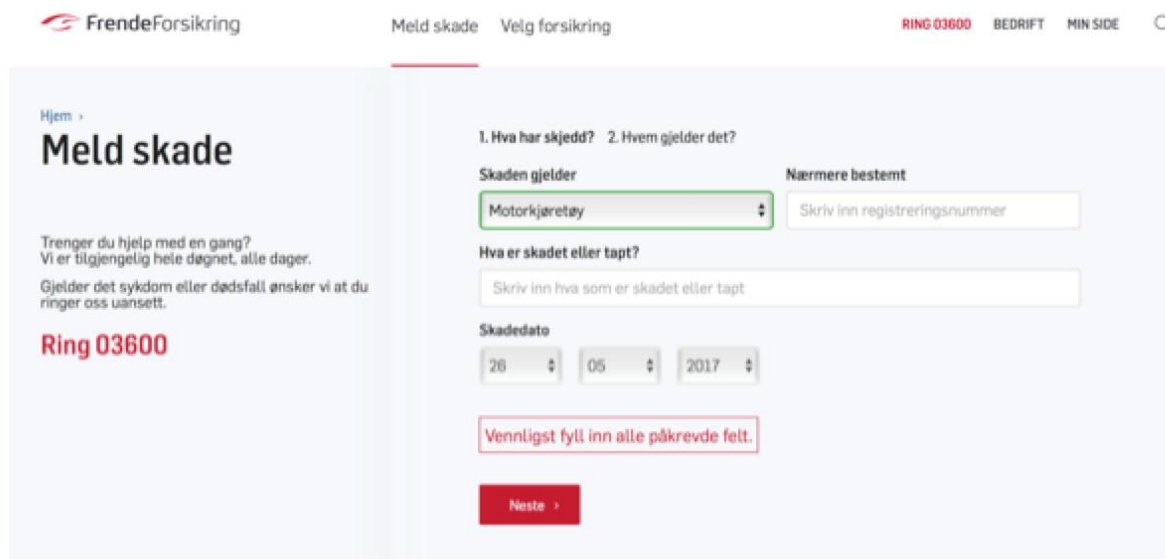 FrendeForsikring
Meld skade Velg forsikring
RING 03600 BEDRIFT MIN SIDE
Hjem ›
Meld skade
Trenger du hjelp med en gang?
Vi er tilgjengelig hele døgnet, alle dager.
Gjelder det sykdom eller dødsfall ønsker vi at du
ringer oss uansett.
Ring 03600
1. Hva har skjedd? 2. Hvem gjelder det?
Skaden gjelder Nærmere bestemt
Motorkjøretøy Skriv inn registreringsnummer
Hva er skadet eller tapt?
Skriv inn hva som er skadet eller tapt
Skadedato
26 05 2017
Vennligst fyll inn alle påkrevde felt.
Neste ›